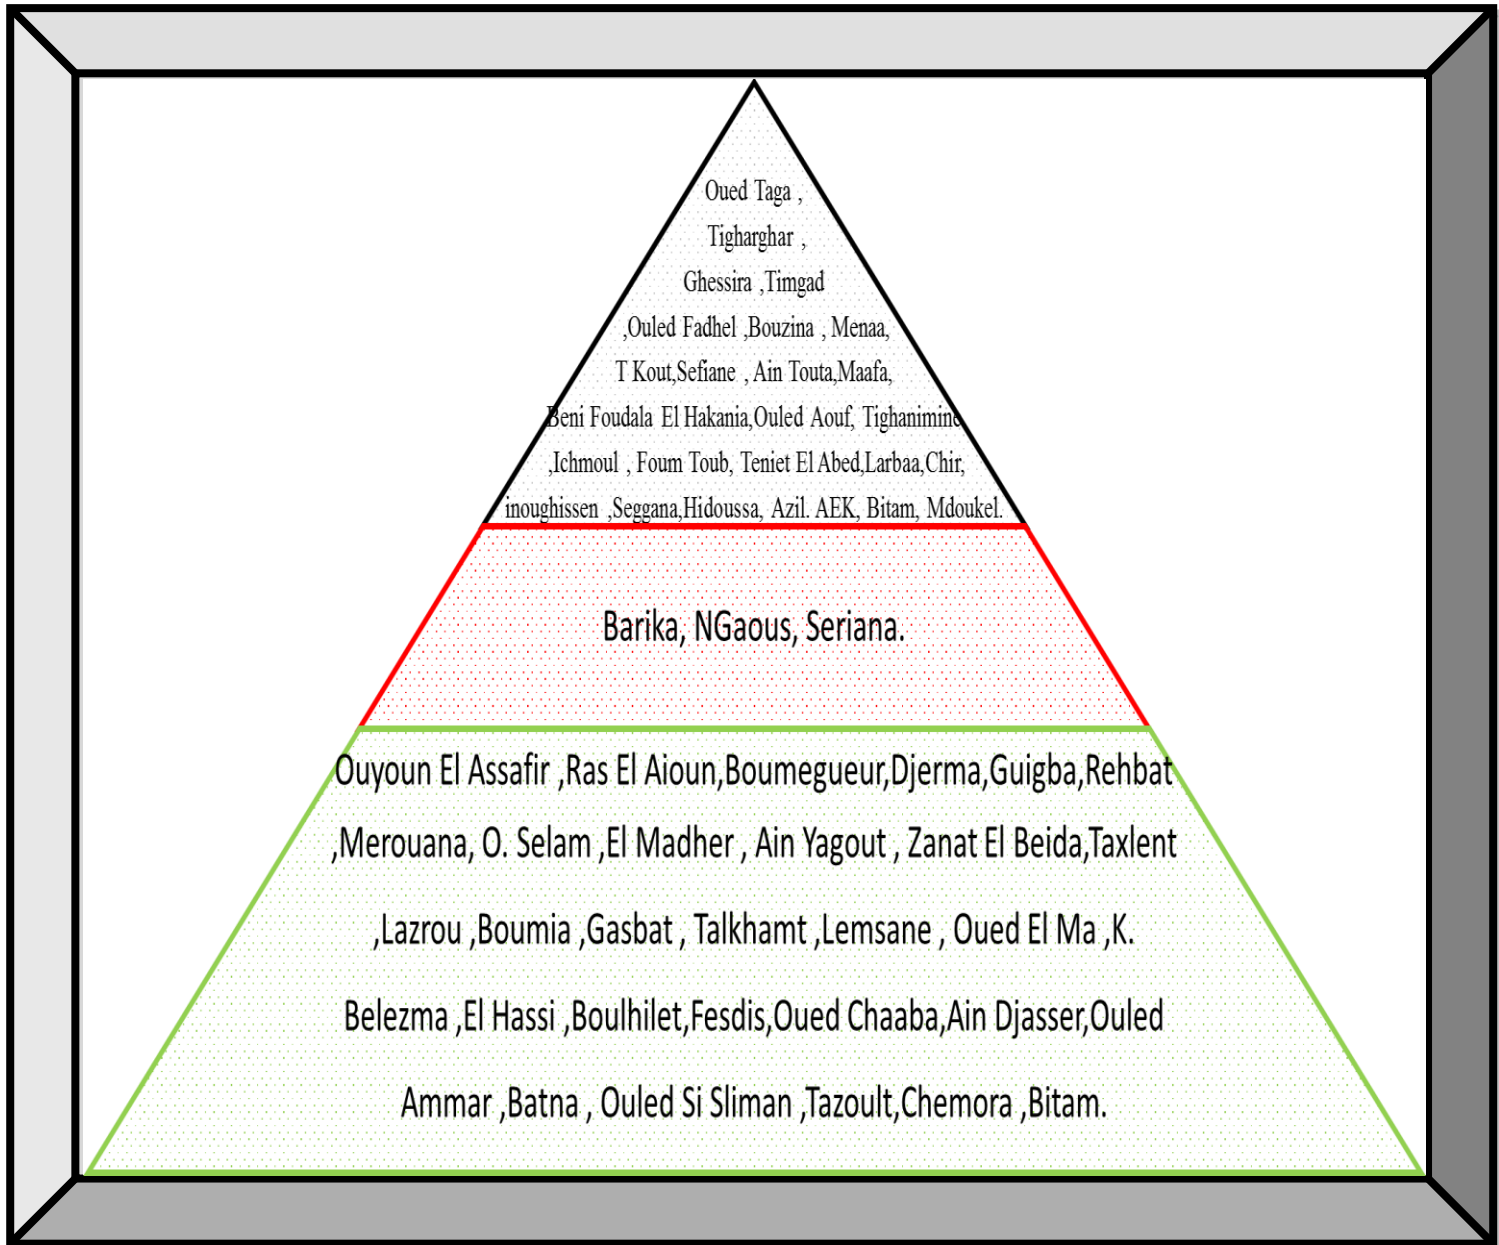 Oued Taga ,
Tigharghar ,
Ghessira ,Timgad
,Ouled Fadhel ,Bouzina , Menaa,
T Kout,Sefiane , Ain Touta,Maafa,
Beni Foudala El Hakania,Ouled Aouf, Tighanimine
,Ichmoul , Foum Toub, Teniet El Abed,Larbaa,Chir,
inoughissen ,Seggana,Hidoussa, Azil. AEK, Bitam, Mdoukel.
Barika, NGaous, Seriana.
Ouyoun El Assafir ,Ras El Aioun,Boumegueur,Djerma,Guigba,Rehbat
,Merouana, O. Selam ,El Madher , Ain Yagout , Zanat El Beida,Taxlent
,Lazrou ,Boumia ,Gasbat , Talkhamt ,Lemsane , Oued El Ma ,K.
Belezma ,El Hassi ,Boulhilet,Fesdis,Oued Chaaba,Ain Djasser,Ouled
Ammar ,Batna , Ouled Si Sliman ,Tazoult,Chemora ,Bitam.